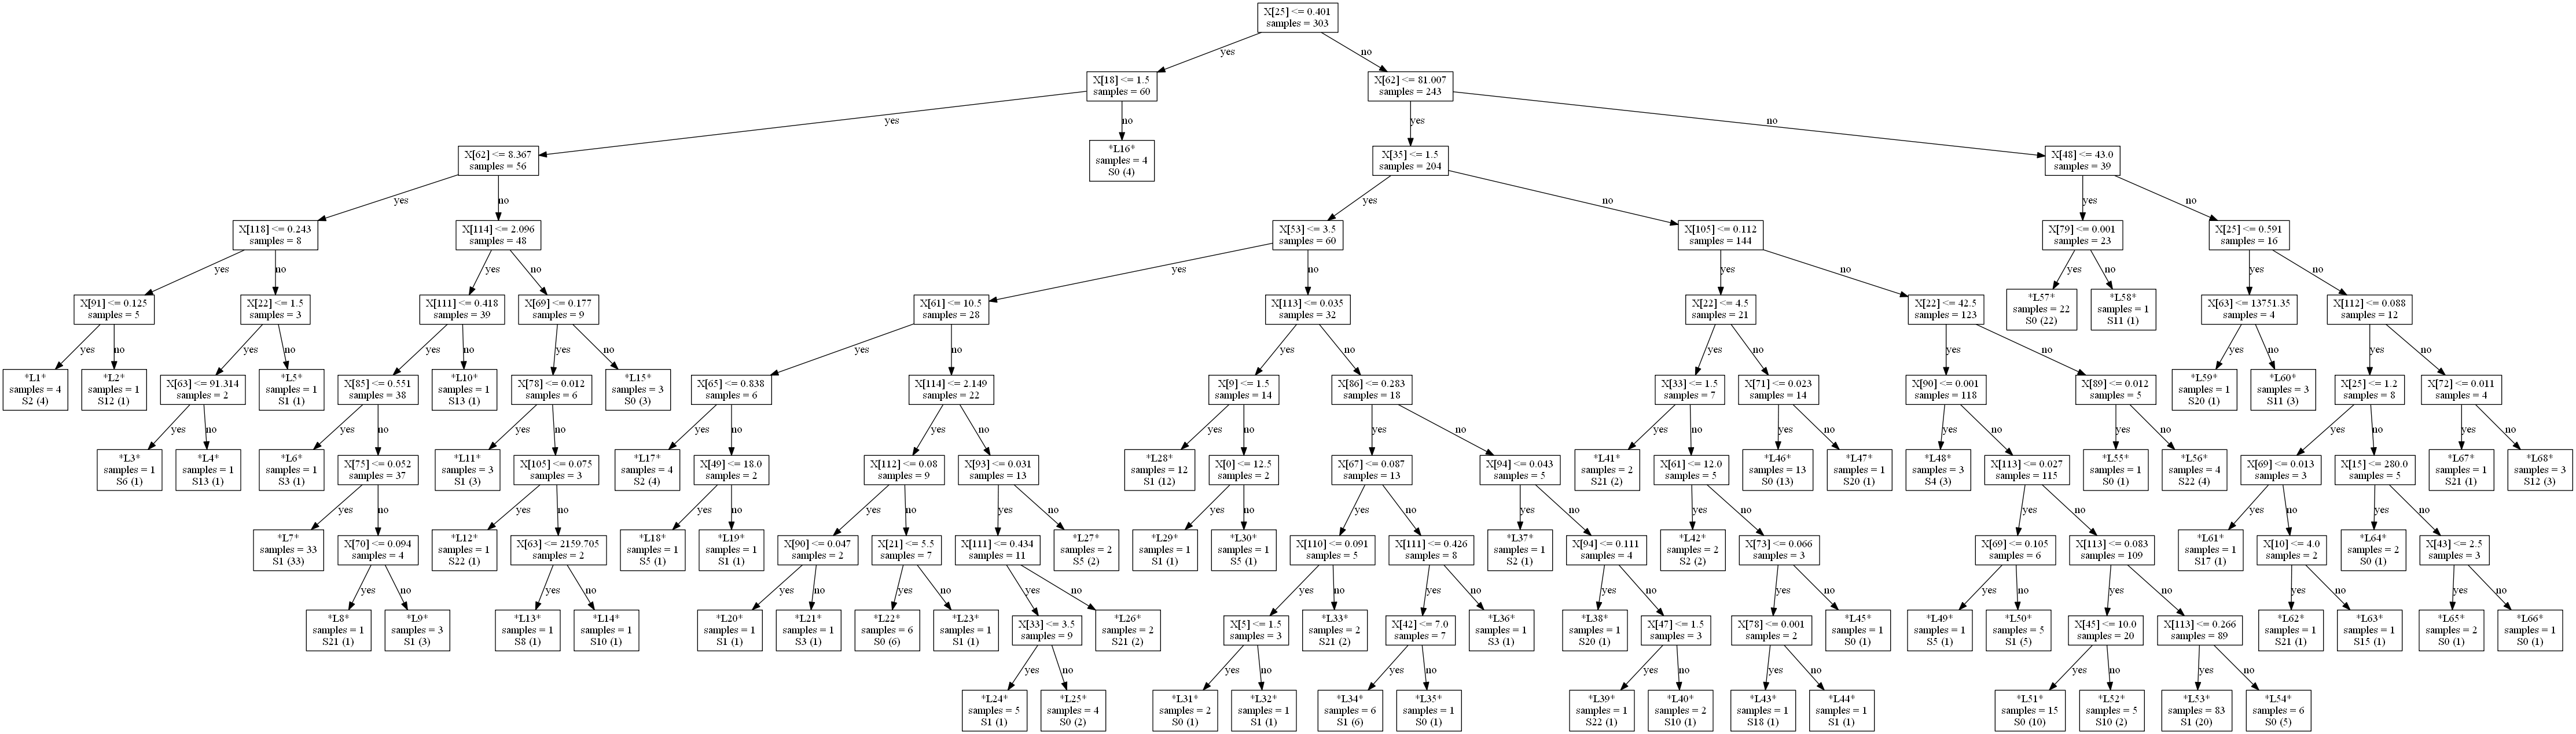 X[25] <= 0.401
samples = 303
yes
no
X[18] <= 1.5
samples = 60
X[62] <= 81.007
samples = 243
yes
no
yes
no
X[62] <= 8.367
samples = 56
*L16*
samples = 4
S0 (4)
X[35] <= 1.5
samples = 204
X[48] <= 43.0
samples = 39
yes
no
yes
no
yes
no
X[118] <= 0.243
samples = 8
X[114] <= 2.096
samples = 48
X[53] <= 3.5
samples = 60
X[105] <= 0.112
samples = 144
X[79] <= 0.001
samples = 23
X[25] <= 0.591
samples = 16
yes
no
yes
no
yes
no
yes
no
yes
no
yes
no
X[91] <= 0.125
samples = 5
X[22] <= 1.5
samples = 3
X[111] <= 0.418
samples = 39
X[69] <= 0.177
samples = 9
X[61] <= 10.5
samples = 28
X[113] <= 0.035
samples = 32
X[22] <= 4.5
samples = 21
X[22] <= 42.5
samples = 123
*L57*
samples = 22
S0 (22)
*L58*
samples = 1
S11 (1)
X[63] <= 13751.35
samples = 4
X[112] <= 0.088
samples = 12
yes
no
yes
no
yes
no
yes
no
yes
no
yes
no
yes
no
yes
no
yes
no
yes
no
*L1*
samples = 4
S2 (4)
*L2*
samples = 1
S12 (1)
X[63] <= 91.314
samples = 2
*L5*
samples = 1
S1 (1)
X[85] <= 0.551
samples = 38
*L10*
samples = 1
S13 (1)
X[78] <= 0.012
samples = 6
*L15*
samples = 3
S0 (3)
X[65] <= 0.838
samples = 6
X[114] <= 2.149
samples = 22
X[9] <= 1.5
samples = 14
X[86] <= 0.283
samples = 18
X[33] <= 1.5
samples = 7
X[71] <= 0.023
samples = 14
X[90] <= 0.001
samples = 118
X[89] <= 0.012
samples = 5
*L59*
samples = 1
S20 (1)
*L60*
samples = 3
S11 (3)
X[25] <= 1.2
samples = 8
X[72] <= 0.011
samples = 4
yes
no
yes
no
yes
no
yes
no
yes
no
yes
no
yes
no
yes
no
yes
no
yes
no
yes
no
yes
no
yes
no
*L3*
samples = 1
S6 (1)
*L4*
samples = 1
S13 (1)
*L6*
samples = 1
S3 (1)
X[75] <= 0.052
samples = 37
*L11*
samples = 3
S1 (3)
X[105] <= 0.075
samples = 3
*L17*
samples = 4
S2 (4)
X[49] <= 18.0
samples = 2
X[112] <= 0.08
samples = 9
X[93] <= 0.031
samples = 13
*L28*
samples = 12
S1 (12)
X[0] <= 12.5
samples = 2
X[67] <= 0.087
samples = 13
X[94] <= 0.043
samples = 5
*L41*
samples = 2
S21 (2)
X[61] <= 12.0
samples = 5
*L46*
samples = 13
S0 (13)
*L47*
samples = 1
S20 (1)
*L48*
samples = 3
S4 (3)
X[113] <= 0.027
samples = 115
*L55*
samples = 1
S0 (1)
*L56*
samples = 4
S22 (4)
X[69] <= 0.013
samples = 3
X[15] <= 280.0
samples = 5
*L67*
samples = 1
S21 (1)
*L68*
samples = 3
S12 (3)
yes
no
yes
no
yes
no
yes
no
yes
no
yes
no
yes
no
yes
no
yes
no
yes
no
yes
no
yes
no
*L7*
samples = 33
S1 (33)
X[70] <= 0.094
samples = 4
*L12*
samples = 1
S22 (1)
X[63] <= 2159.705
samples = 2
*L18*
samples = 1
S5 (1)
*L19*
samples = 1
S1 (1)
X[90] <= 0.047
samples = 2
X[21] <= 5.5
samples = 7
X[111] <= 0.434
samples = 11
*L27*
samples = 2
S5 (2)
*L29*
samples = 1
S1 (1)
*L30*
samples = 1
S5 (1)
X[110] <= 0.091
samples = 5
X[111] <= 0.426
samples = 8
*L37*
samples = 1
S2 (1)
X[94] <= 0.111
samples = 4
*L42*
samples = 2
S2 (2)
X[73] <= 0.066
samples = 3
X[69] <= 0.105
samples = 6
X[113] <= 0.083
samples = 109
*L61*
samples = 1
S17 (1)
X[10] <= 4.0
samples = 2
*L64*
samples = 2
S0 (1)
X[43] <= 2.5
samples = 3
yes
no
yes
no
yes
no
yes
no
yes
no
yes
no
yes
no
yes
no
yes
no
yes
no
yes
no
yes
no
yes
no
*L8*
samples = 1
S21 (1)
*L9*
samples = 3
S1 (3)
*L13*
samples = 1
S8 (1)
*L14*
samples = 1
S10 (1)
*L20*
samples = 1
S1 (1)
*L21*
samples = 1
S3 (1)
*L22*
samples = 6
S0 (6)
*L23*
samples = 1
S1 (1)
X[33] <= 3.5
samples = 9
*L26*
samples = 2
S21 (2)
X[5] <= 1.5
samples = 3
*L33*
samples = 2
S21 (2)
X[42] <= 7.0
samples = 7
*L36*
samples = 1
S3 (1)
*L38*
samples = 1
S20 (1)
X[47] <= 1.5
samples = 3
X[78] <= 0.001
samples = 2
*L45*
samples = 1
S0 (1)
*L49*
samples = 1
S5 (1)
*L50*
samples = 5
S1 (5)
X[45] <= 10.0
samples = 20
X[113] <= 0.266
samples = 89
*L62*
samples = 1
S21 (1)
*L63*
samples = 1
S15 (1)
*L65*
samples = 2
S0 (1)
*L66*
samples = 1
S0 (1)
yes
no
yes
no
yes
no
yes
no
yes
no
yes
no
yes
no
*L24*
samples = 5
S1 (1)
*L25*
samples = 4
S0 (2)
*L31*
samples = 2
S0 (1)
*L32*
samples = 1
S1 (1)
*L34*
samples = 6
S1 (6)
*L35*
samples = 1
S0 (1)
*L39*
samples = 1
S22 (1)
*L40*
samples = 2
S10 (1)
*L43*
samples = 1
S18 (1)
*L44*
samples = 1
S1 (1)
*L51*
samples = 15
S0 (10)
*L52*
samples = 5
S10 (2)
*L53*
samples = 83
S1 (20)
*L54*
samples = 6
S0 (5)